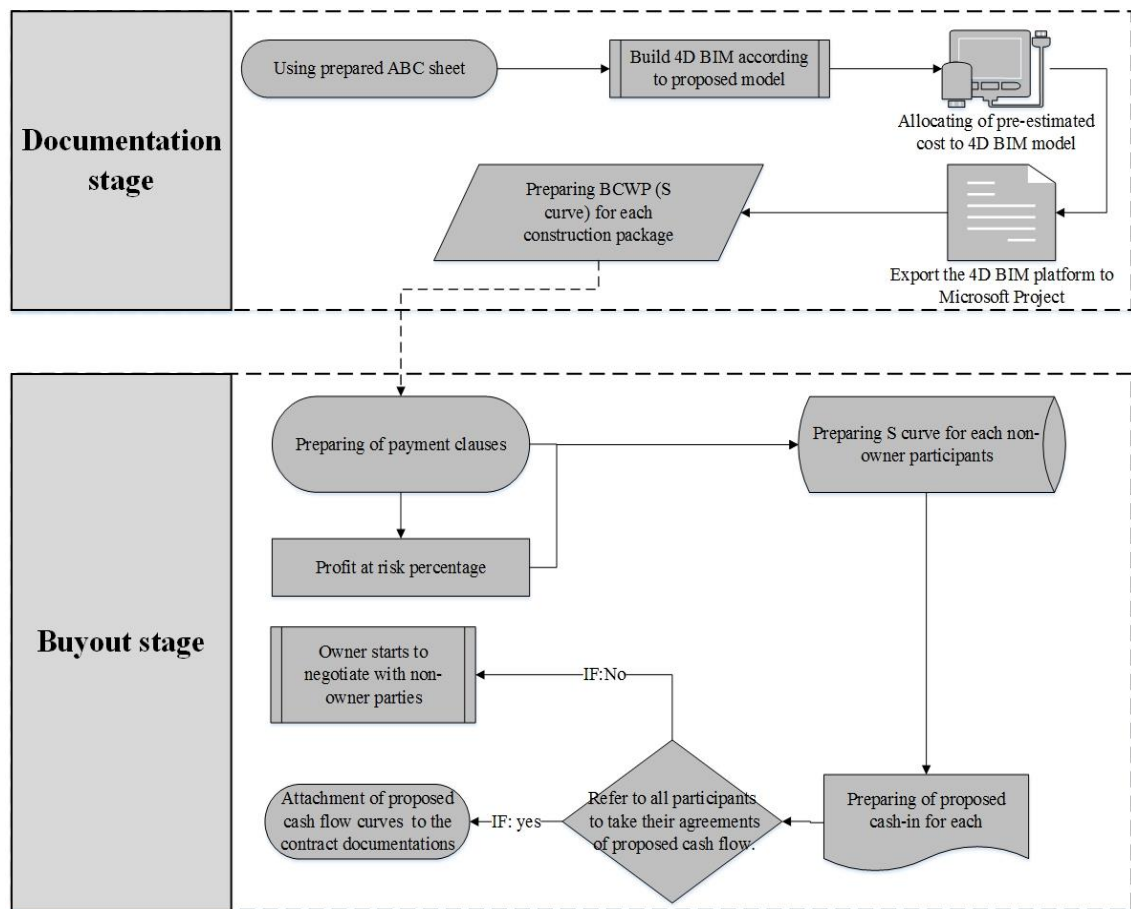 Documentation
stage
Using prepared ABC sheet
Build 4D BIM according
to proposed model
Allocating of pre-estimated
cost to 4D BIM model
Export the 4D BIM platform to
Microsoft Project
Preparing BCWP (S
curve) for each
construction package
Buyout stage
Preparing of payment clauses
Profit at risk percentage
Preparing S curve for each non-
owner participants
Preparing of proposed
cash-in for each
Refer to all participants
to take their agreements
of proposed cash flow.
IF:No
Owner starts to
negotiate with non-
owner parties
IF: yes
Attachment of proposed
cash flow curves to the
contract documentations